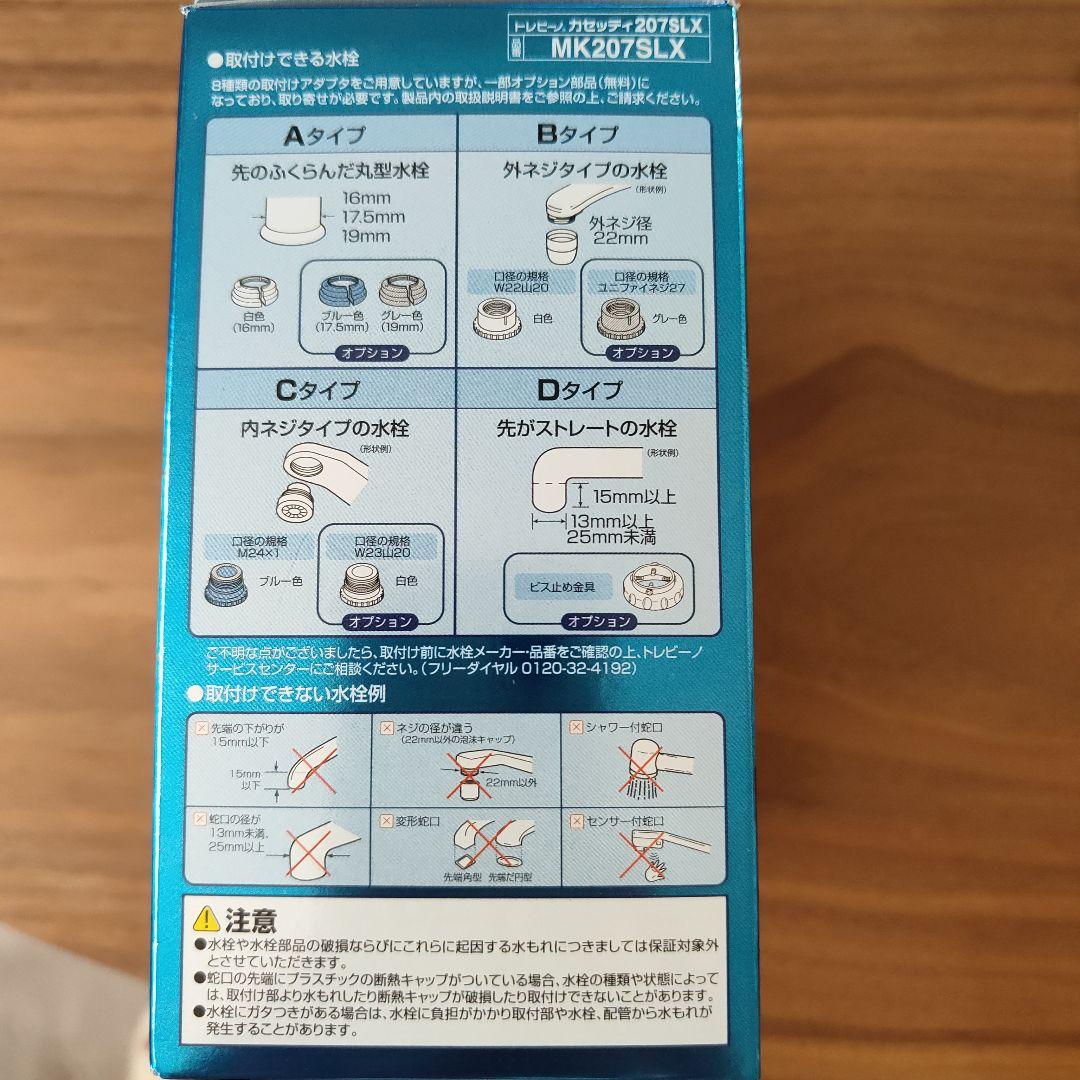 トレビーノ カセッティ207SLX
品番 MK207SLX
●取付けできる水栓
8種類の取付けアダプタをご用意していますが、一部オプション部品(無料)に
なっており、取り寄せが必要です。製品内の取扱説明書をご参照の上、ご請求ください。
Aタイプ
先のふくらんだ丸型水栓
16mm
17.5mm
19mm
白色
(16mm)
ブルー色
(17.5mm)
グレー色
(19mm)
オプション
Bタイプ
外ネジタイプの水栓
(形状例)
外ネジ径
22mm
口径の規格
W22山20
白色
口径の規格
ユニファイネジ27
グレー色
オプション
Cタイプ
内ネジタイプの水栓
(形状例)
口径の規格
M24×1
ブルー色
口径の規格
W23山20
白色
オプション
Dタイプ
先がストレートの水栓
(形状例)
15mm以上
13mm以上
25mm未満
ビス止め金具
オプション
ご不明な点がございましたら、取付け前に水栓メーカー・品番をご確認の上、トレビーノ
サービスセンターにご相談ください。(フリーダイヤル 0120-32-4192)
●取付けできない水栓例
先端の下がりが
15mm以下
15mm
以下
ネジの径が違う
(22mm以外の泡沫キャップ)
22mm以外
シャワー付蛇口
蛇口の径が
13mm未満、
25mm以上
変形蛇口
先端角型 先端だ円型
センサー付蛇口
注意
●水栓や水栓部品の破損ならびにこれらに起因する水もれにつきましては保証対象外
とさせていただきます。
●蛇口の先端にプラスチックの断熱キャップがついている場合、水栓の種類や状態によって
は、取付け部より水もれしたり断熱キャップが破損したり取付けできないことがあります。
●水栓にガタつきがある場合は、水栓に負担がかかり取付部や水栓、配管から水もれが
発生することがあります。